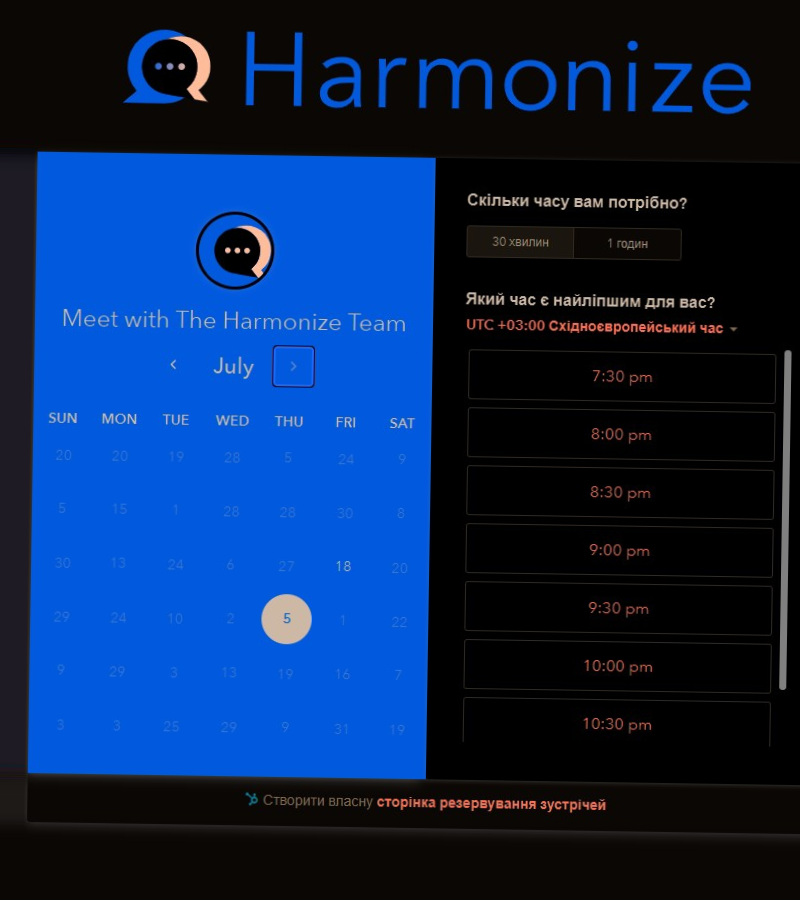 Harmonize
Meet with The Harmonize Team
July
SUN MON TUE WED THU FRI SAT
20 20 19 28 5 24 9
5 15 1 28 28 30 8
30 13 24 6 27 18 20
29 24 10 2 5 1 22
9 29 3 13 19 16 7
3 3 25 29 9 31 19
Скільки часу вам потрібно?
30 хвилин 1 годин
Який час є найліпшим для вас?
UTC +03:00 Східноєвропейський час
7:30 pm
8:00 pm
8:30 pm
9:00 pm
9:30 pm
10:00 pm
10:30 pm
Створити власну сторінка резервування зустрічей